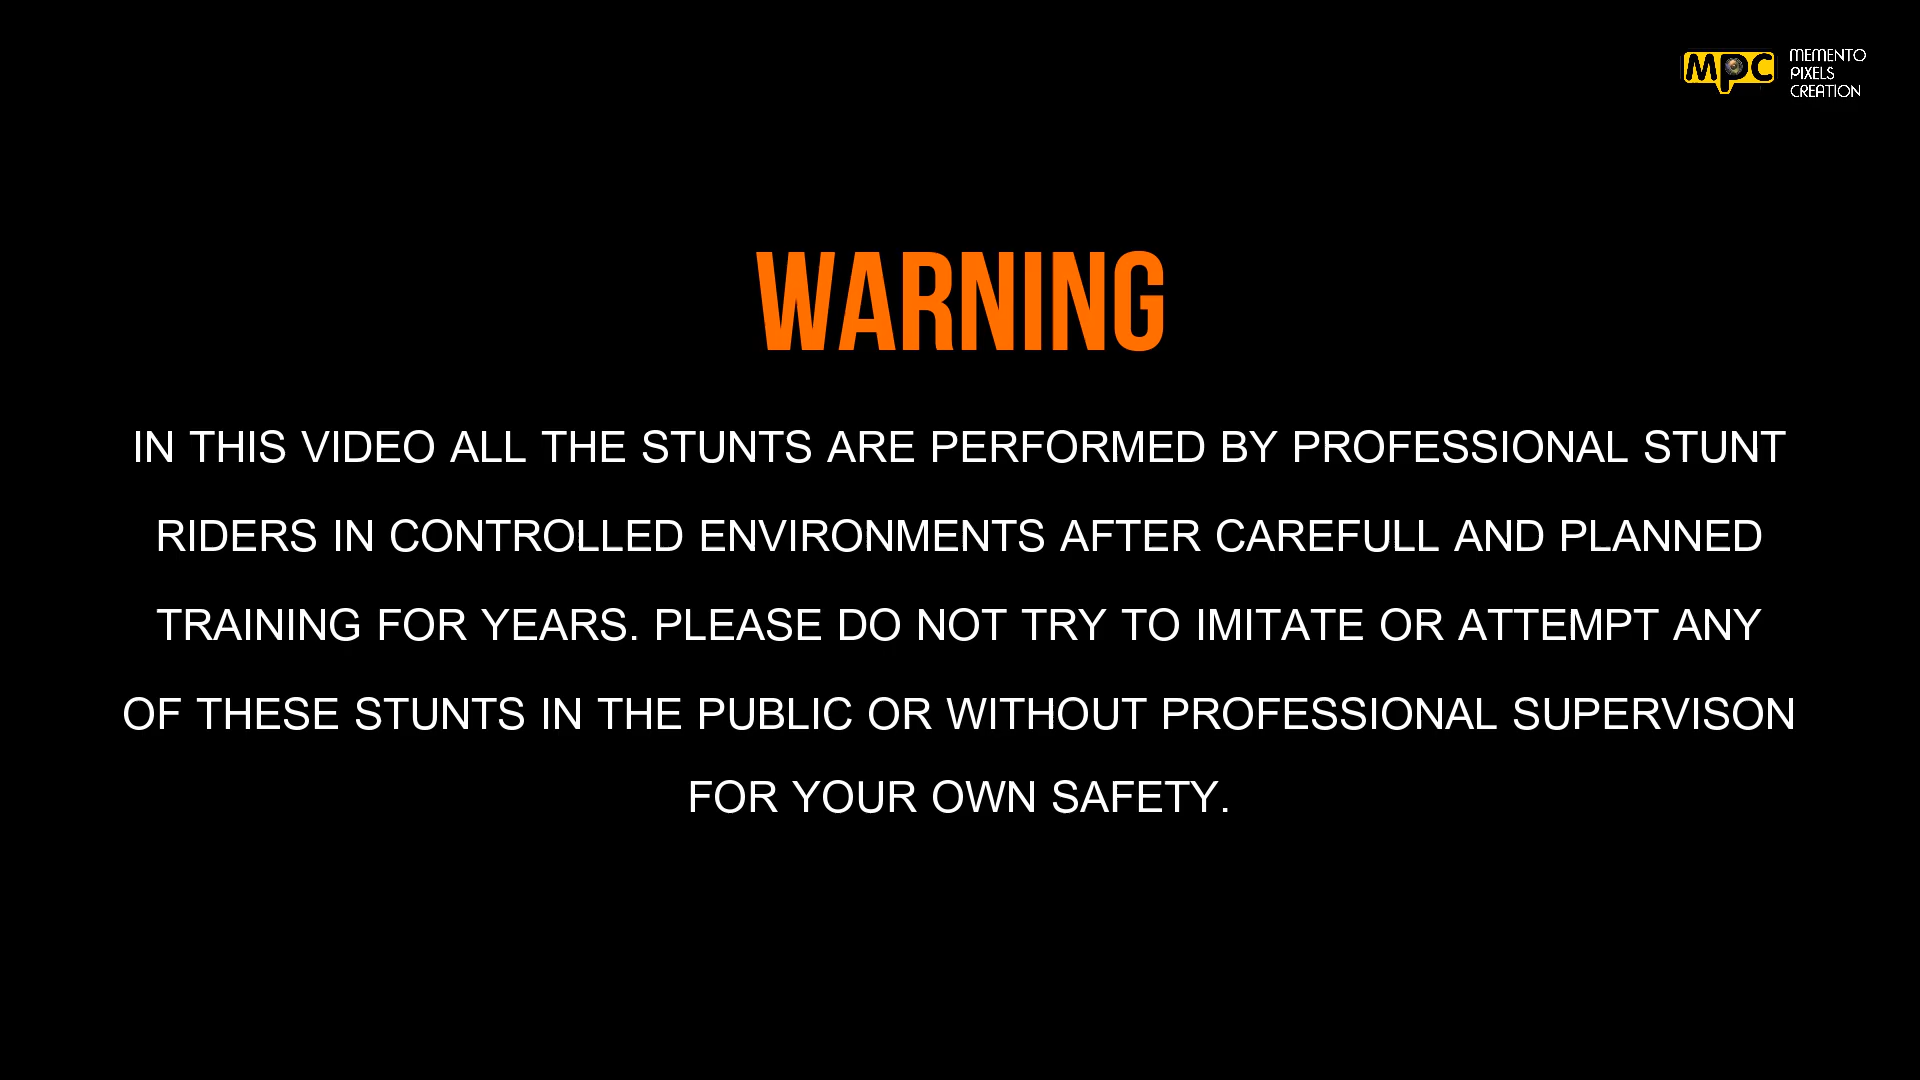 MPC
MEMENTO
PIXELS
CREATION
WARNING
IN THIS VIDEO ALL THE STUNTS ARE PERFORMED BY PROFESSIONAL STUNT
RIDERS IN CONTROLLED ENVIRONMENTS AFTER CAREFULL AND PLANNED
TRAINING FOR YEARS. PLEASE DO NOT TRY TO IMITATE OR ATTEMPT ANY
OF THESE STUNTS IN THE PUBLIC OR WITHOUT PROFESSIONAL SUPERVISON
FOR YOUR OWN SAFETY.